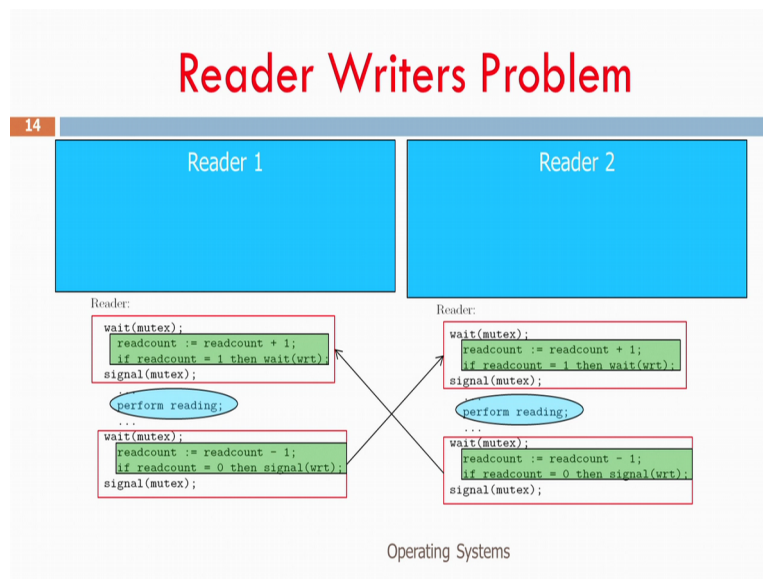 Reader Writers Problem
14
Reader 1
Reader 2
Reader:
wait(mutex);
readcount := readcount + 1;
if readcount = 1 then wait(wrt);
signal(mutex);
...
perform reading;
...
wait(mutex);
readcount := readcount - 1;
if readcount = 0 then signal(wrt);
signal(mutex);
Reader:
wait(mutex);
readcount := readcount + 1;
if readcount = 1 then wait(wrt);
signal(mutex);
...
perform reading;
...
wait(mutex);
readcount := readcount - 1;
if readcount = 0 then signal(wrt);
signal(mutex);
Operating Systems